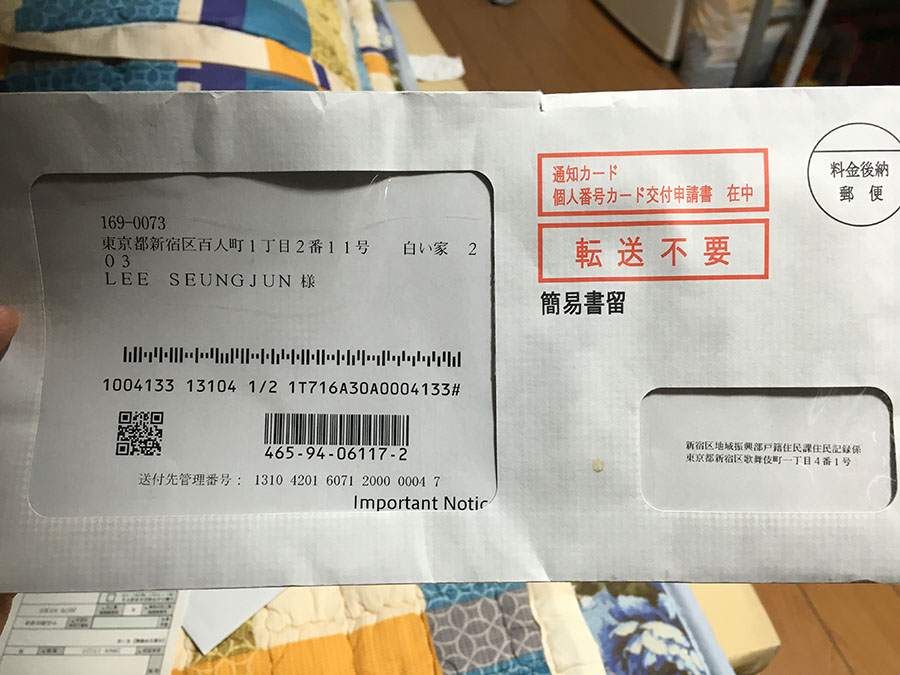 169-0073
東京都新宿区百人町1丁目2番11号　白い家　2
03
LEE　SEUNGJUN 様
1004133 13104 1/2 1T716A30A0004133#
465-94-06117-2
送付先管理番号： 1310 4201 6071 2000 0004 7
Important Notic
通知カード
個人番号カード交付申請書　在中
転送不要
簡易書留
料金後納
郵便
新宿区地域振興部戸籍住民課住民記録係
東京都新宿区歌舞伎町一丁目4番1号